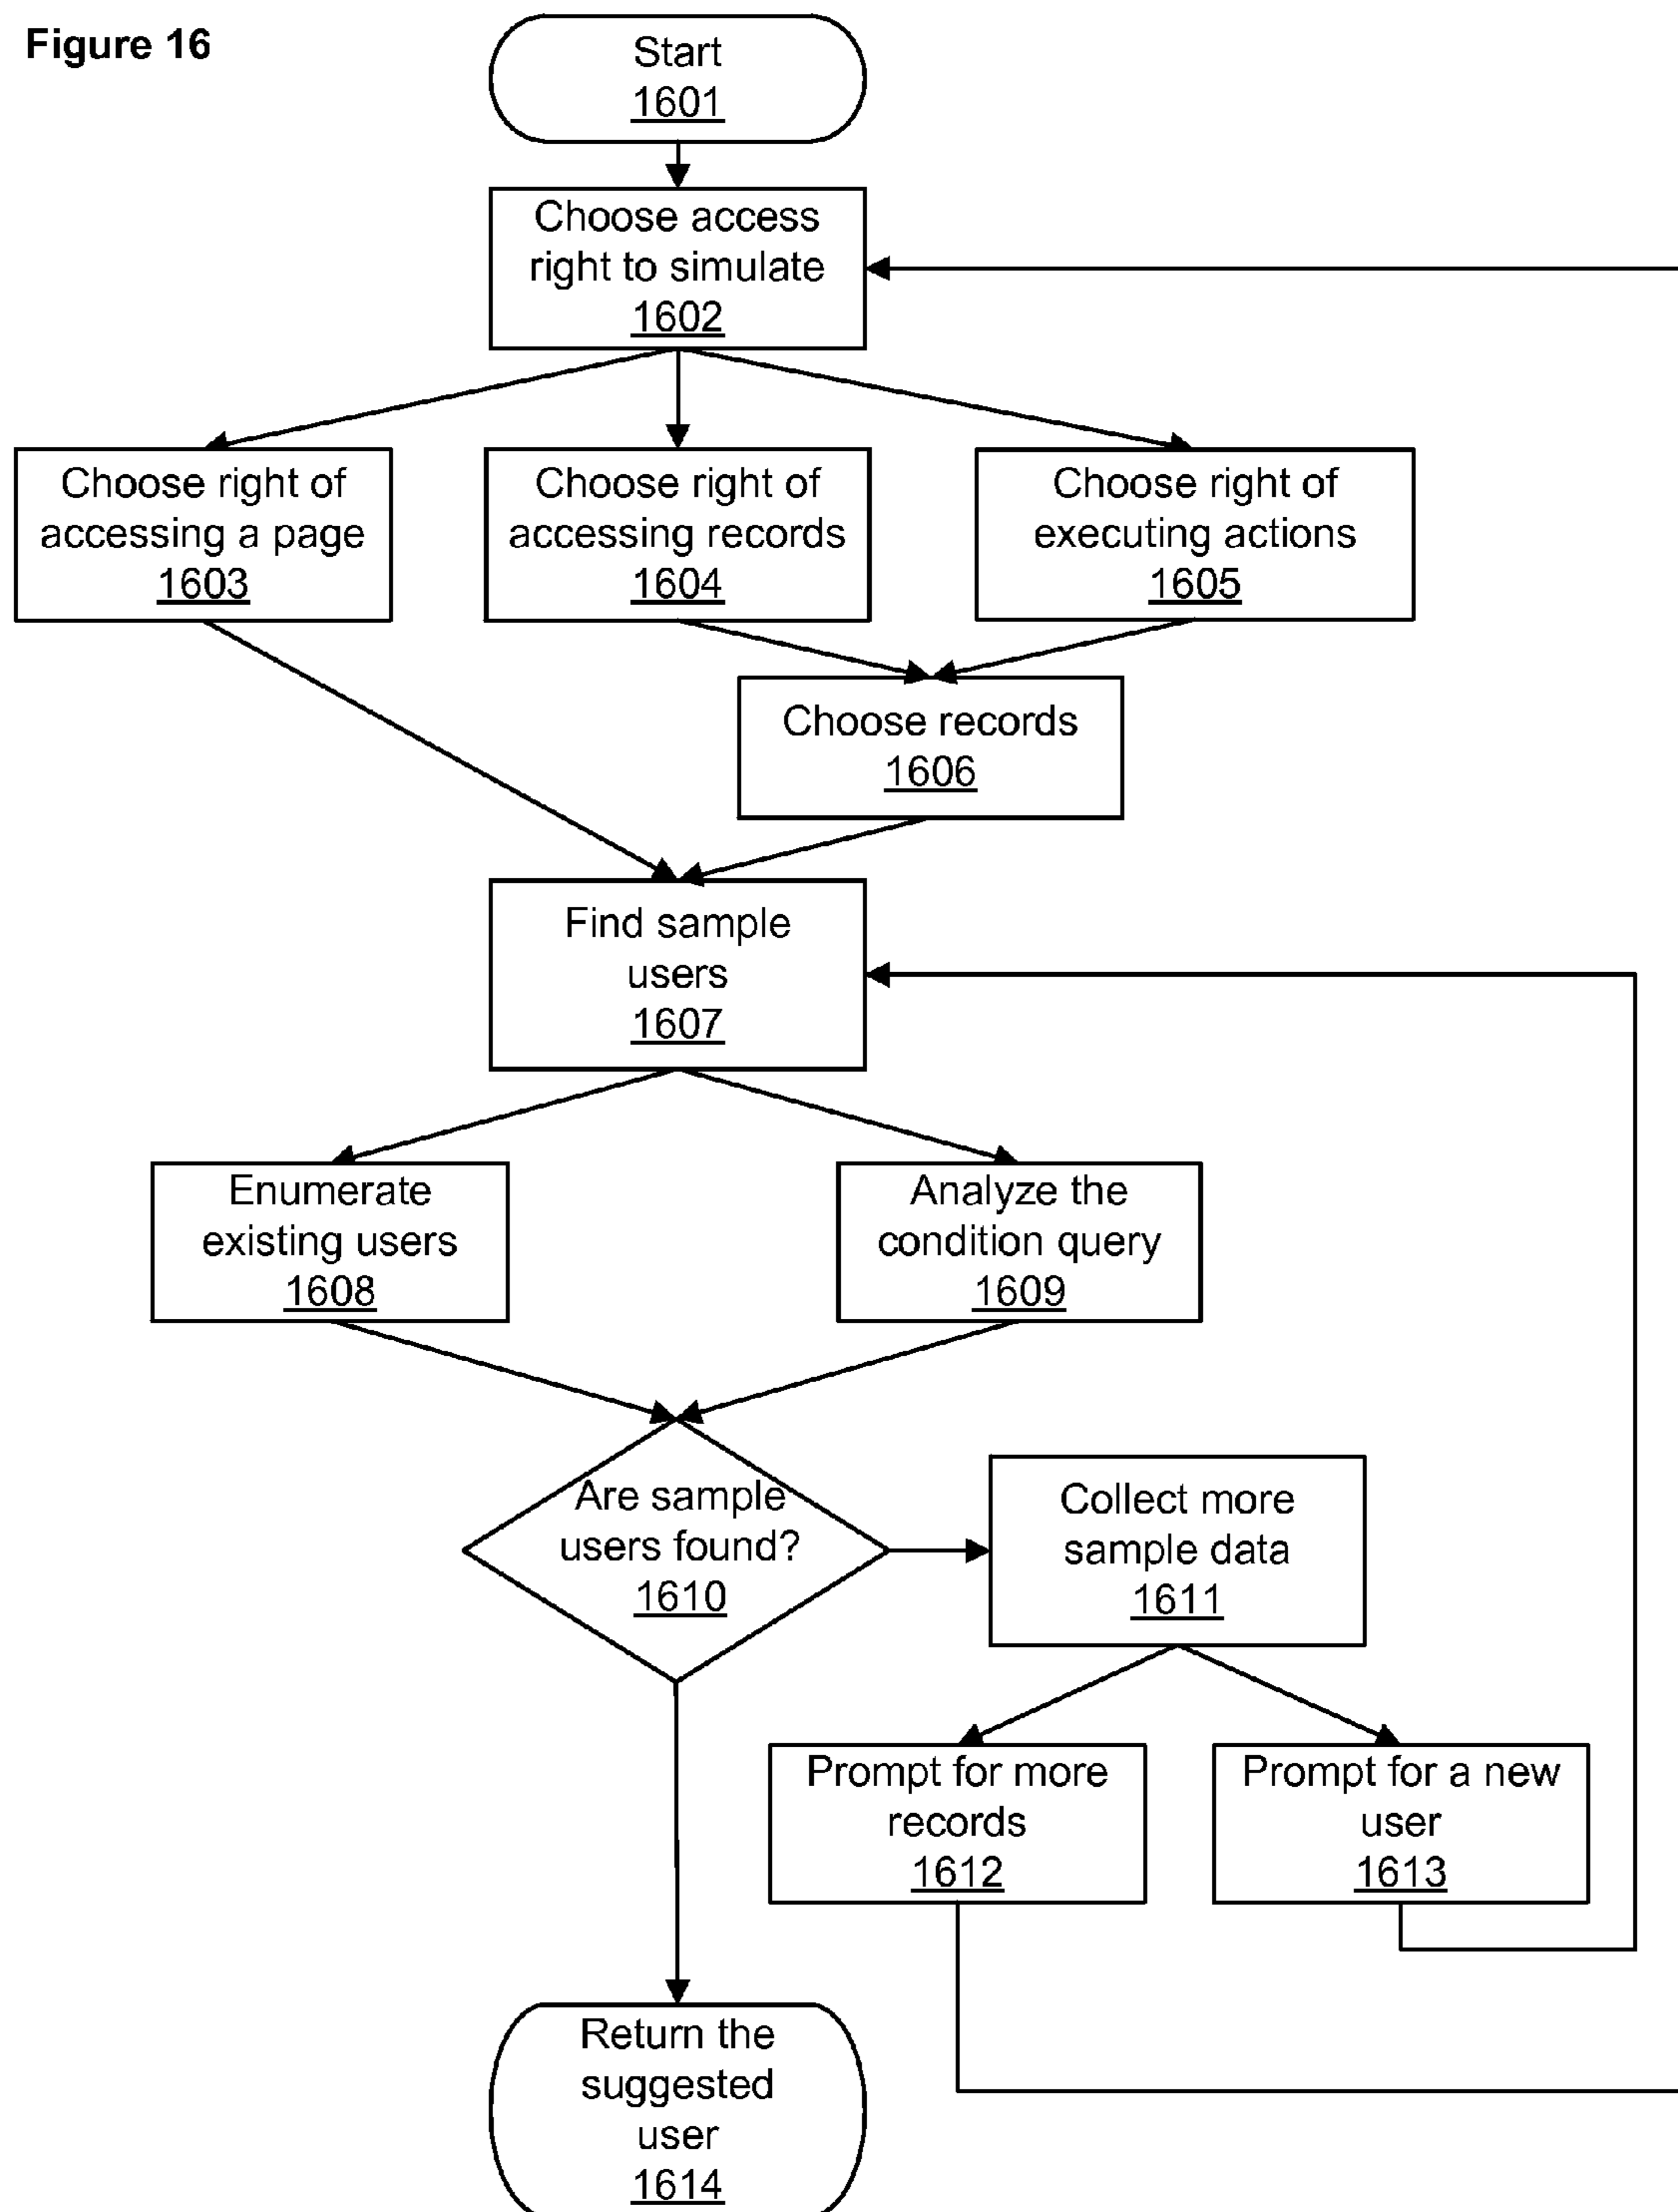 Figure 16
Start
1601
Choose access
right to simulate
1602
Choose right of
accessing a page
1603
Choose right of
accessing records
1604
Choose right of
executing actions
1605
Choose records
1606
Find sample
users
1607
Enumerate
existing users
1608
Analyze the
condition query
1609
Are sample
users found?
1610
Collect more
sample data
1611
Prompt for more
records
1612
Prompt for a new
user
1613
Return the
suggested
user
1614